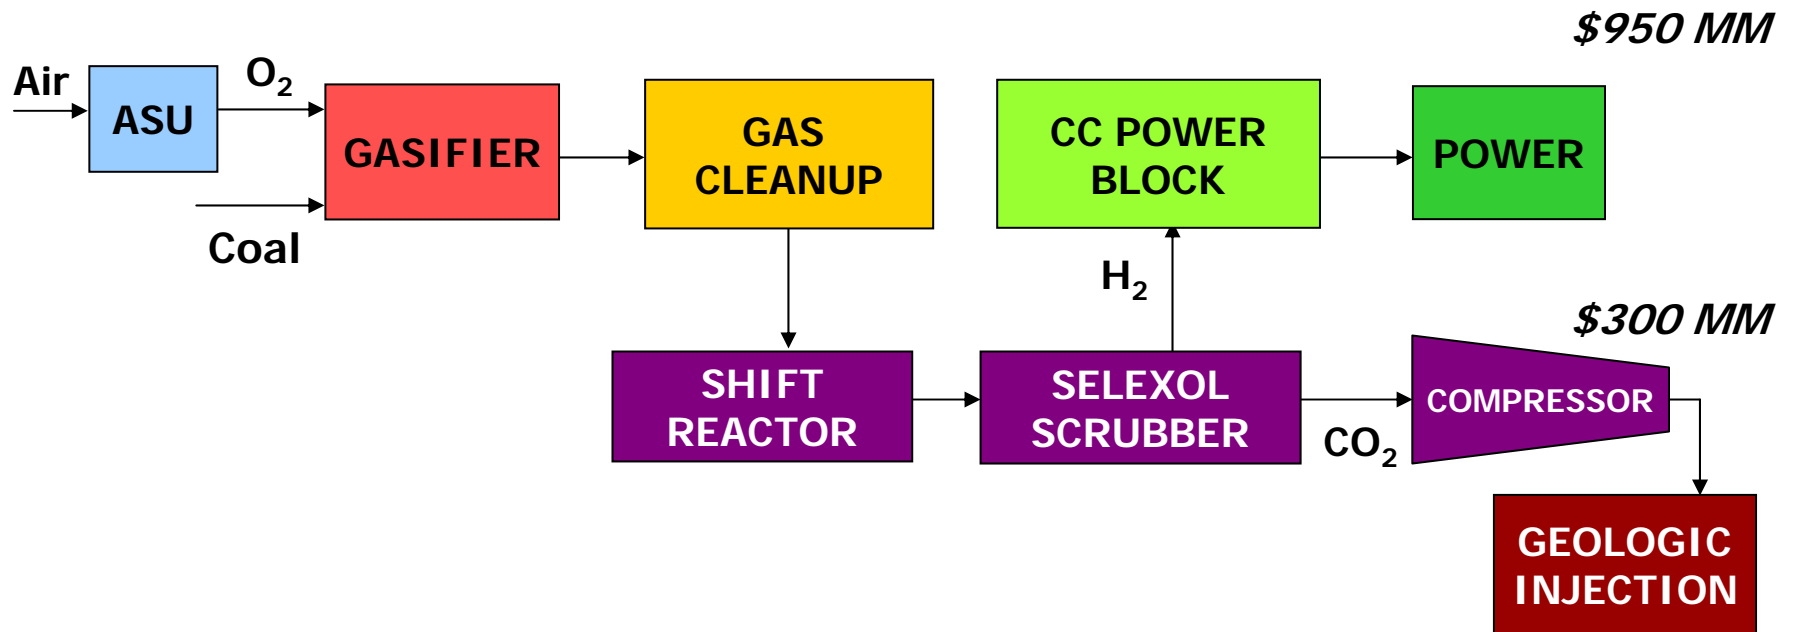 $950 MM
Air
O₂
ASU
GASIFIER
Coal
GAS
CLEANUP
CC POWER
BLOCK
POWER
H₂
$300 MM
SHIFT
REACTOR
SELEXOL
SCRUBBER
CO₂
COMPRESSOR
GEOLOGIC
INJECTION